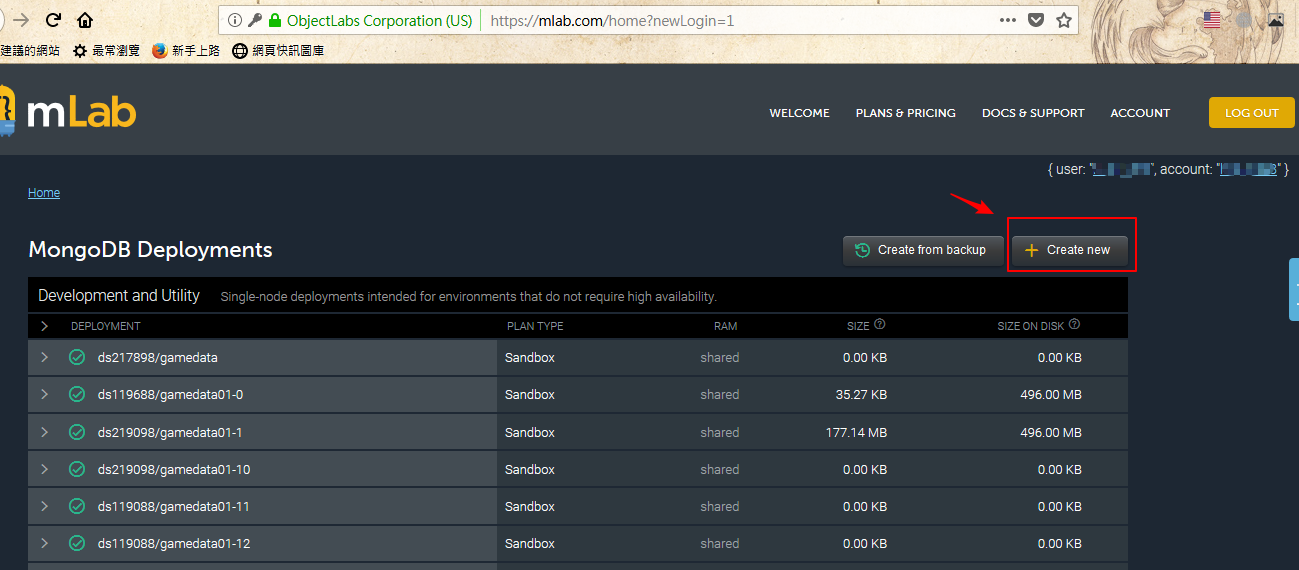 ObjectLabs Corporation (US) https://mlab.com/home?newLogin=1
建議的網站 最常瀏覽 新手上路 網頁快訊圖庫
mLab WELCOME PLANS & PRICING DOCS & SUPPORT ACCOUNT LOG OUT
{ user: "", account: "" }
Home
MongoDB Deployments Create from backup Create new
Development and Utility Single-node deployments intended for environments that do not require high availability.
DEPLOYMENT PLAN TYPE RAM SIZE SIZE ON DISK
ds217898/gamedata Sandbox shared 0.00 KB 0.00 KB
ds119688/gamedata01-0 Sandbox shared 35.27 KB 496.00 MB
ds219098/gamedata01-1 Sandbox shared 177.14 MB 496.00 MB
ds219098/gamedata01-10 Sandbox shared 0.00 KB 0.00 KB
ds119088/gamedata01-11 Sandbox shared 0.00 KB 0.00 KB
ds119088/gamedata01-12 Sandbox shared 0.00 KB 0.00 KB